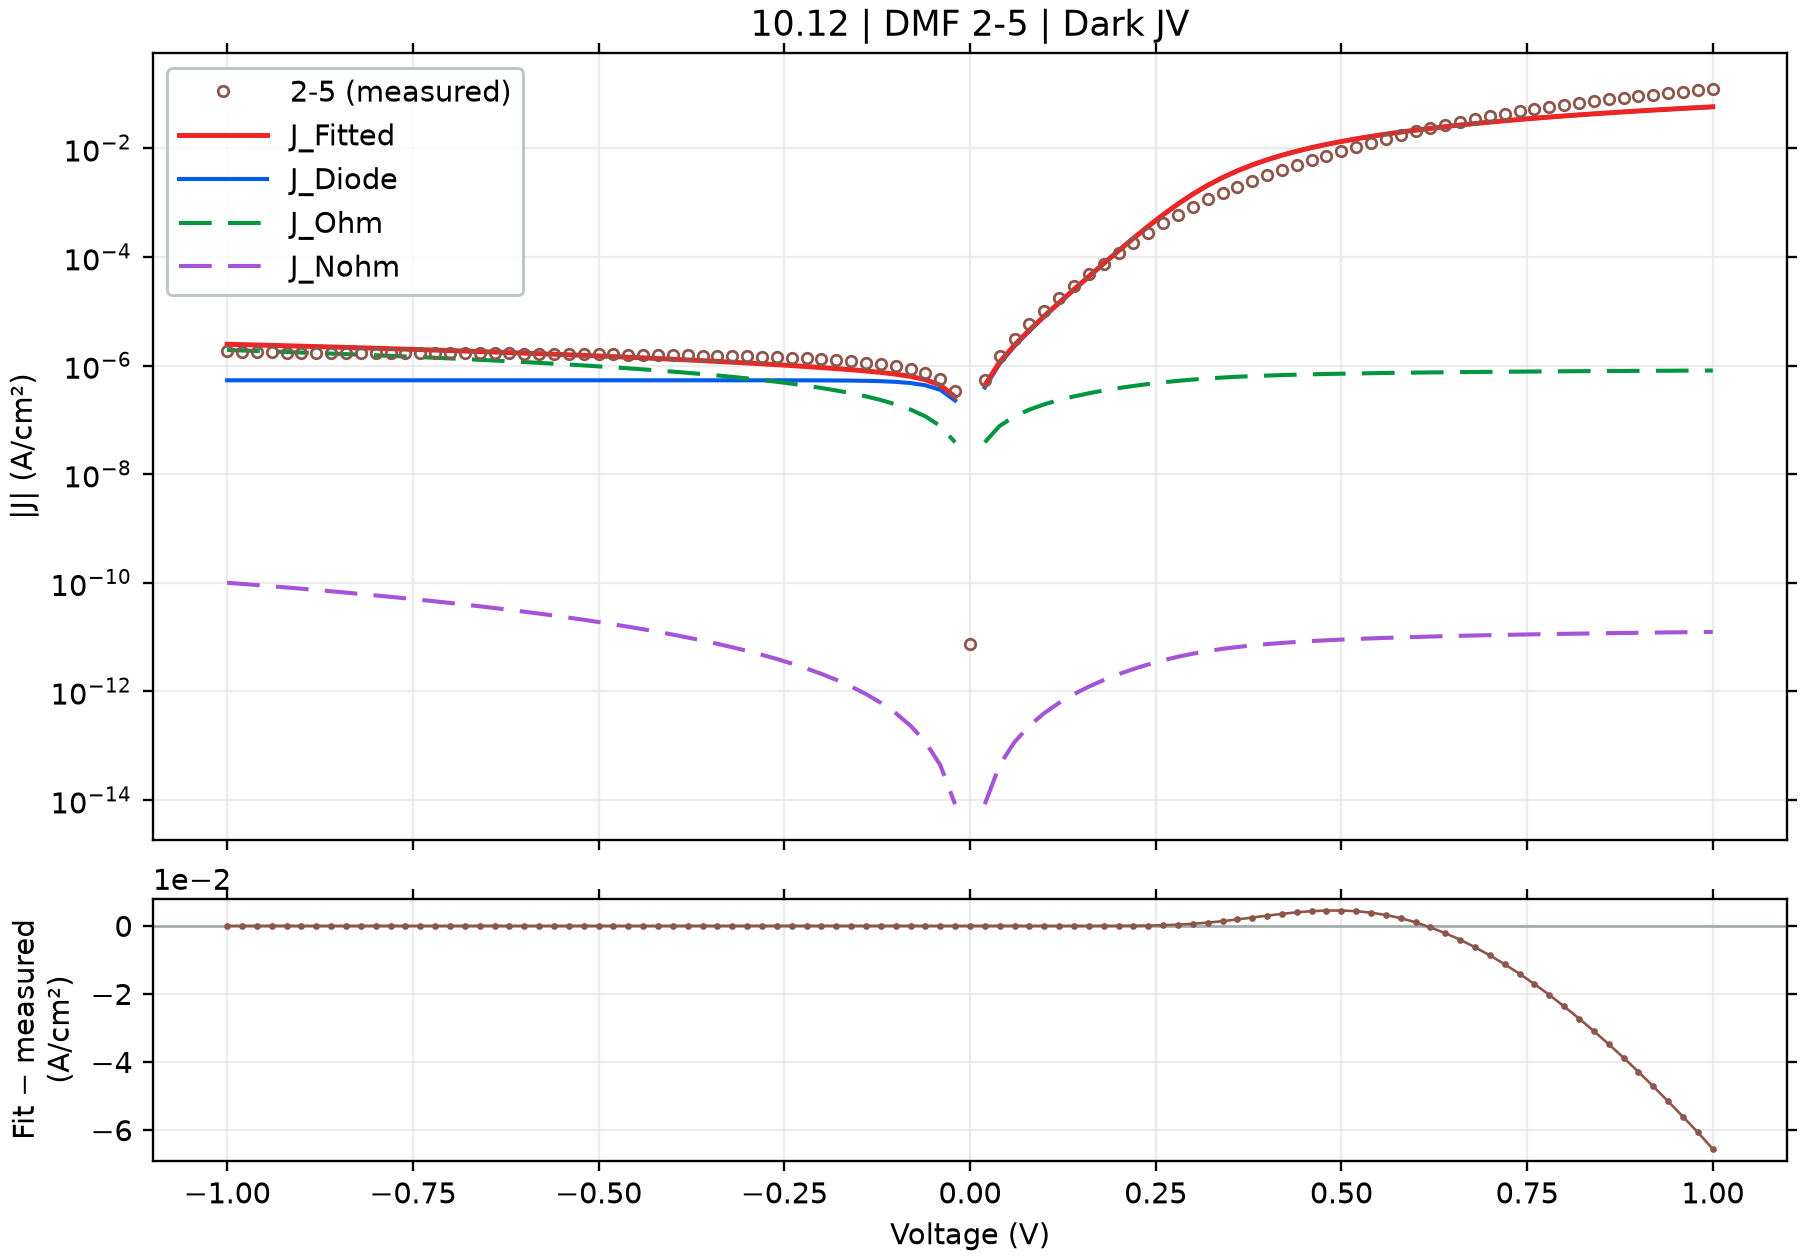 10.12 | DMF 2-5 | Dark JV
2-5 (measured)
J_Fitted
J_Diode
J_Ohm
J_Nohm
|J| (A/cm²)
10⁻²
10⁻⁴
10⁻⁶
10⁻⁸
10⁻¹⁰
10⁻¹²
10⁻¹⁴
1e−2
Fit − measured
(A/cm²)
0
−2
−4
−6
−1.00 −0.75 −0.50 −0.25 0.00 0.25 0.50 0.75 1.00
Voltage (V)